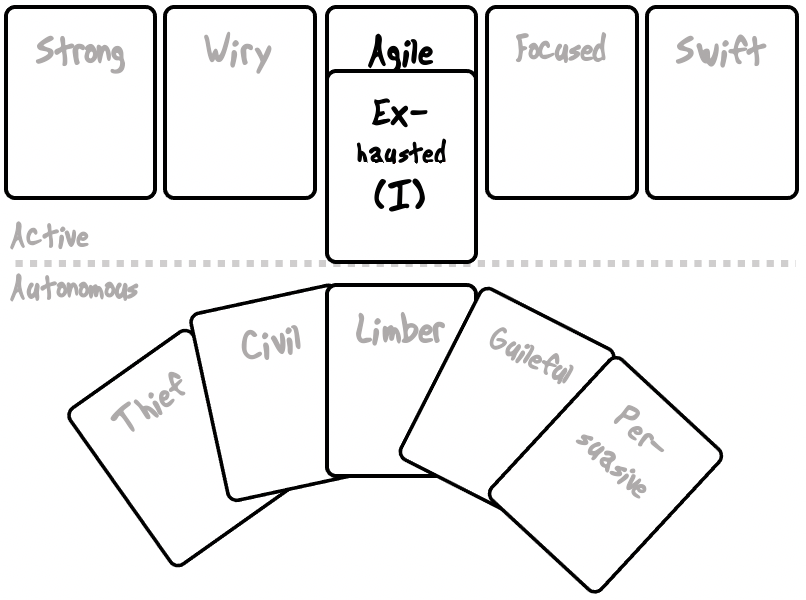 Strong
Wiry
Agile
Focused
Swift
Ex-
hausted
(I)
Active
Autonomous
Thief
Civil
Limber
Guileful
Per-
suasive